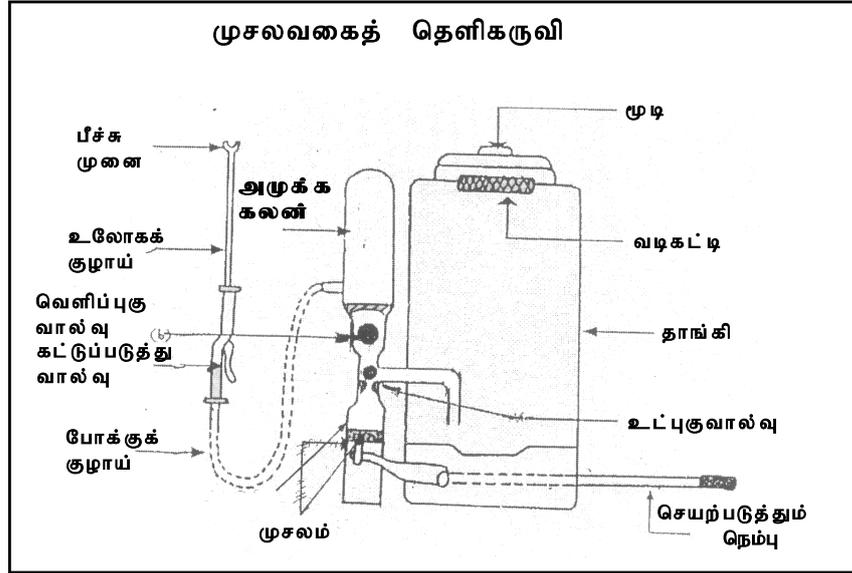 முசலவகைத் தெளிகருவி
பீச்சு
முனை
உலோகக்
குழாய்
வெளிப்புகு
வால்வு
கட்டுப்படுத்து
வால்வு
போக்குக்
குழாய்
அமுக்க
கலன்
முசலம்
மூடி
வடிகட்டி
தாங்கி
உட்புகுவால்வு
செயற்படுத்தும்
நெம்பு